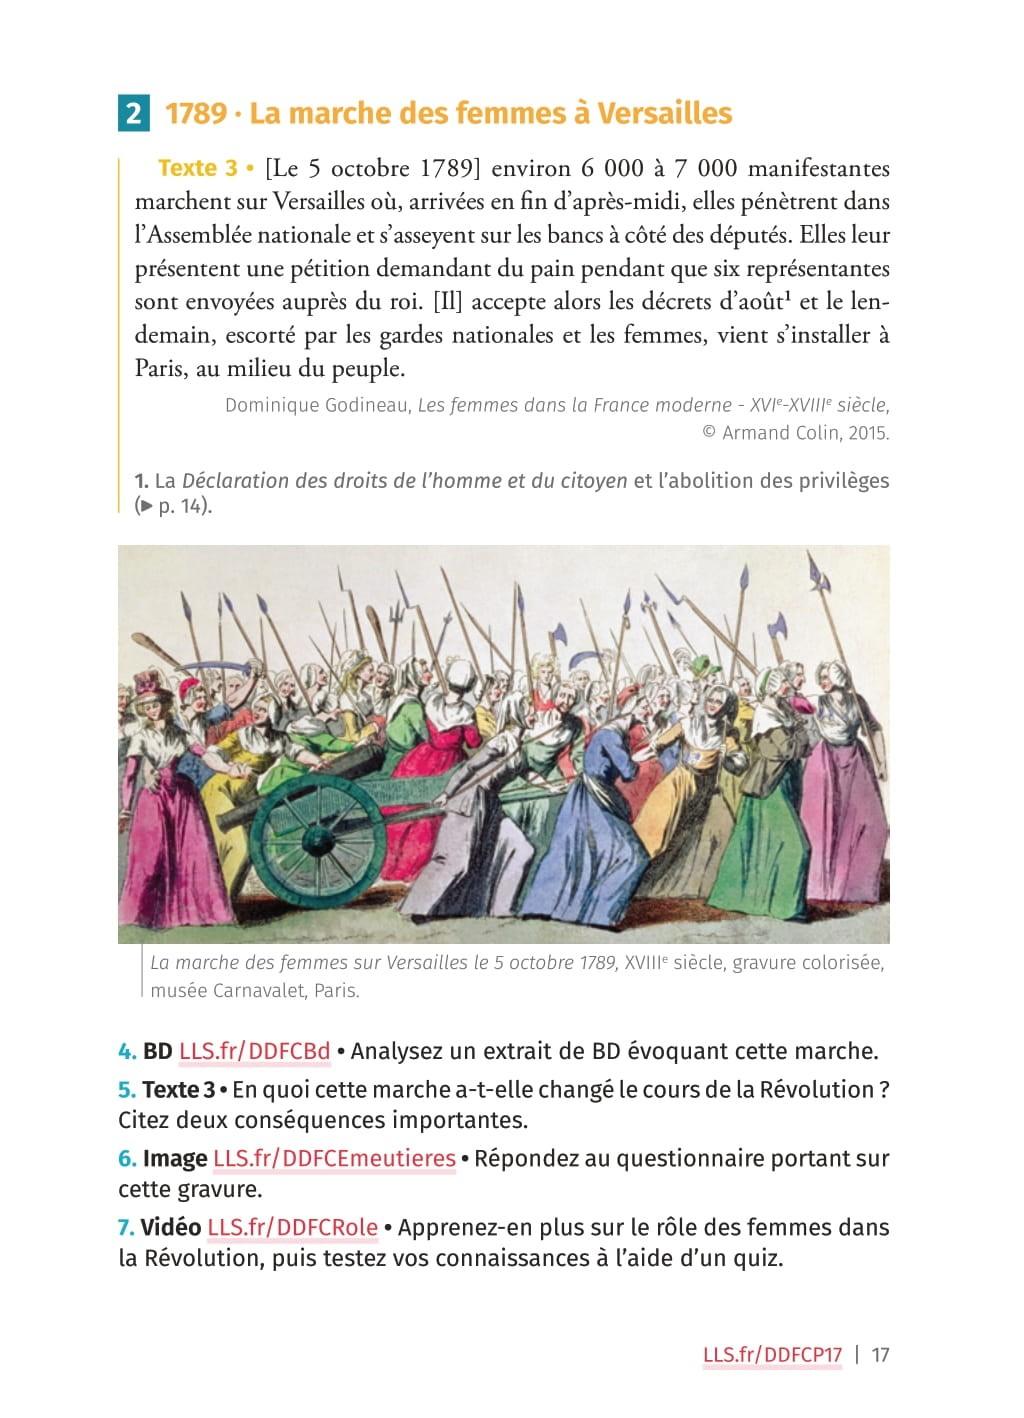 2 1789 · La marche des femmes à Versailles
Texte 3 • [Le 5 octobre 1789] environ 6 000 à 7 000 manifestantes
marchent sur Versailles où, arrivées en fin d’après-midi, elles pénètrent dans
l’Assemblée nationale et s’asseyent sur les bancs à côté des députés. Elles leur
présentent une pétition demandant du pain pendant que six représentantes
sont envoyées auprès du roi. [Il] accepte alors les décrets d’août¹ et le len-
demain, escorté par les gardes nationales et les femmes, vient s’installer à
Paris, au milieu du peuple.
Dominique Godineau, Les femmes dans la France moderne - XVIᵉ-XVIIIᵉ siècle,
© Armand Colin, 2015.
1. La Déclaration des droits de l’homme et du citoyen et l’abolition des privilèges
(▶ p. 14).
La marche des femmes sur Versailles le 5 octobre 1789, XVIIIᵉ siècle, gravure colorisée,
musée Carnavalet, Paris.
4. BD LLS.fr/DDFCBd • Analysez un extrait de BD évoquant cette marche.
5. Texte 3 • En quoi cette marche a-t-elle changé le cours de la Révolution ?
Citez deux conséquences importantes.
6. Image LLS.fr/DDFCEmeutieres • Répondez au questionnaire portant sur
cette gravure.
7. Vidéo LLS.fr/DDFCRole • Apprenez-en plus sur le rôle des femmes dans
la Révolution, puis testez vos connaissances à l’aide d’un quiz.
LLS.fr/DDFCP17 | 17